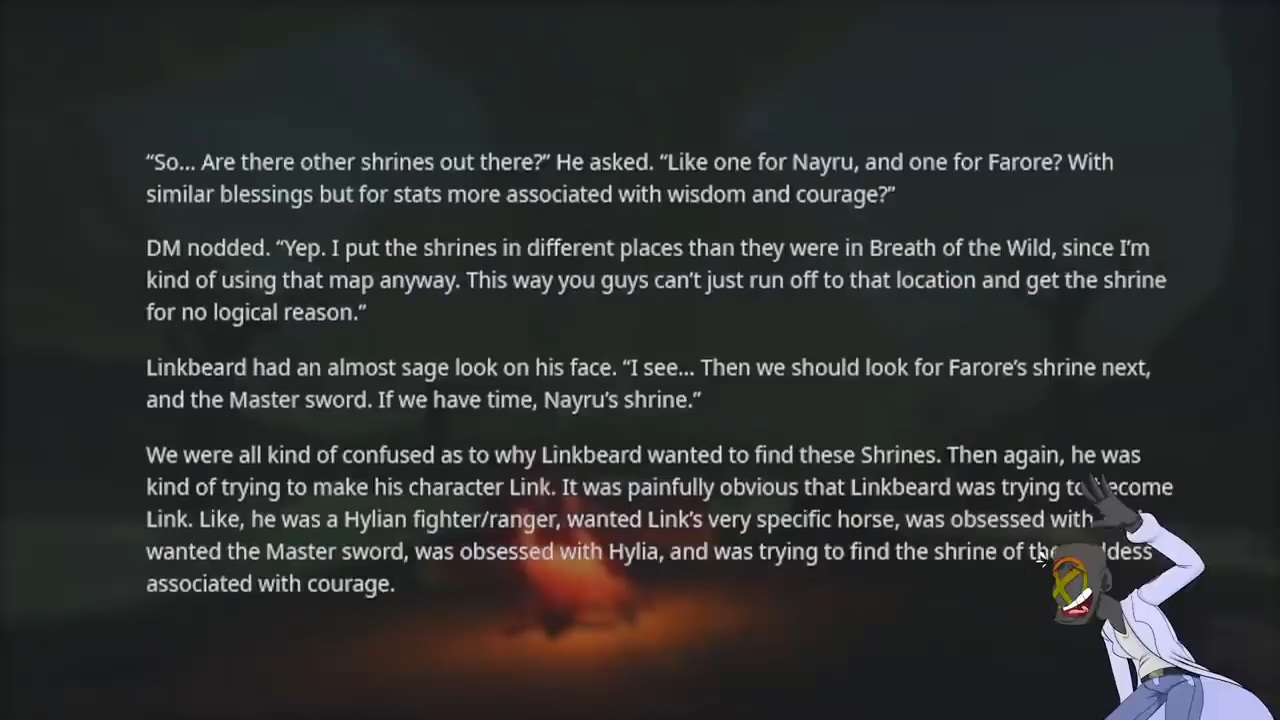 “So... Are there other shrines out there?” He asked. “Like one for Nayru, and one for Farore? With
similar blessings but for stats more associated with wisdom and courage?”
DM nodded. “Yep. I put the shrines in different places than they were in Breath of the Wild, since I’m
kind of using that map anyway. This way you guys can’t just run off to that location and get the shrine
for no logical reason.”
Linkbeard had an almost sage look on his face. “I see... Then we should look for Farore’s shrine next,
and the Master sword. If we have time, Nayru’s shrine.”
We were all kind of confused as to why Linkbeard wanted to find these Shrines. Then again, he was
kind of trying to make his character Link. It was painfully obvious that Linkbeard was trying to become
Link. Like, he was a Hylian fighter/ranger, wanted Link’s very specific horse, was obsessed with
wanted the Master sword, was obsessed with Hylia, and was trying to find the shrine of the
associated with courage.